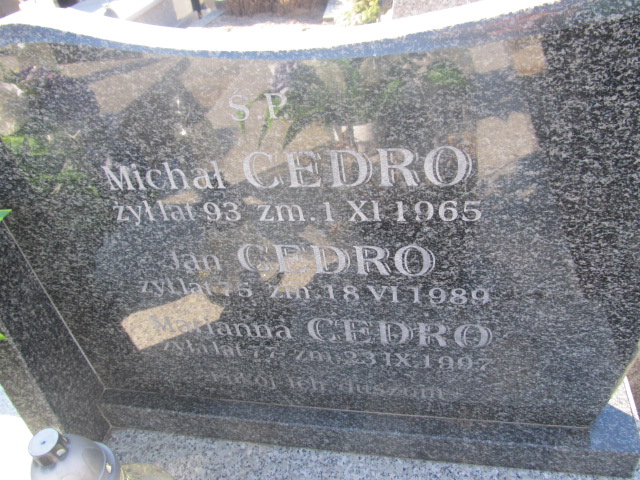 Ś.P.
Michał CEDRO
żył lat 93 zm. 1 XI 1965
Jan CEDRO
żył lat 75 zm. 18 VI 1989
Marianna CEDRO
żyła lat 77 zm. 23 IX 1997
Pokój ich duszom